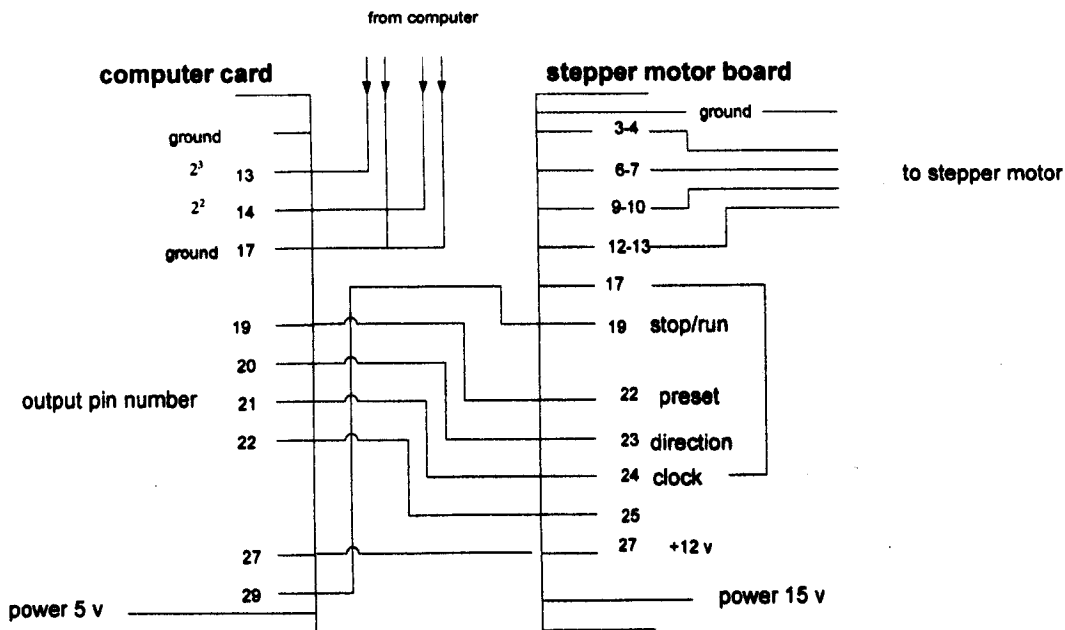 from computer
computer card
stepper motor board
ground
3-4
ground
2³ 13
6-7
to stepper motor
2² 14
9-10
ground 17
12-13
17
19
19 stop/run
20
output pin number
21
22 preset
22
23 direction
24 clock
25
27
27 +12 v
29
power 5 v
power 15 v